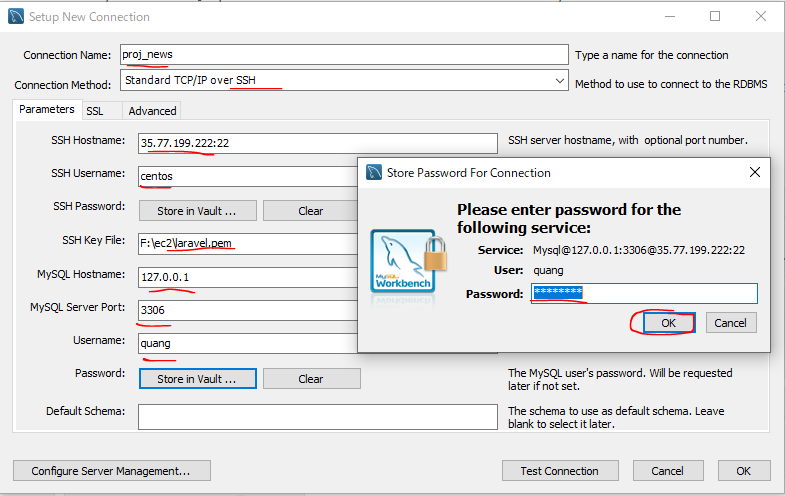 Setup New Connection
Connection Name: proj_news Type a name for the connection
Connection Method: Standard TCP/IP over SSH Method to use to connect to the RDBMS
Parameters SSL Advanced
SSH Hostname: 35.77.199.222:22 SSH server hostname, with optional port number.
SSH Username: centos
SSH Password: Store in Vault ... Clear
SSH Key File: F:\ec2\laravel.pem
MySQL Hostname: 127.0.0.1
MySQL Server Port: 3306
Username: quang
Password: Store in Vault ... Clear The MySQL user's password. Will be requested
later if not set.
Default Schema: The schema to use as default schema. Leave
blank to select it later.
Configure Server Management... Test Connection Cancel OK
Store Password For Connection
Please enter password for the
following service:
Service: Mysql@127.0.0.1:3306@35.77.199.222:22
User: quang
Password: ********
OK Cancel
MySQL
Workbench